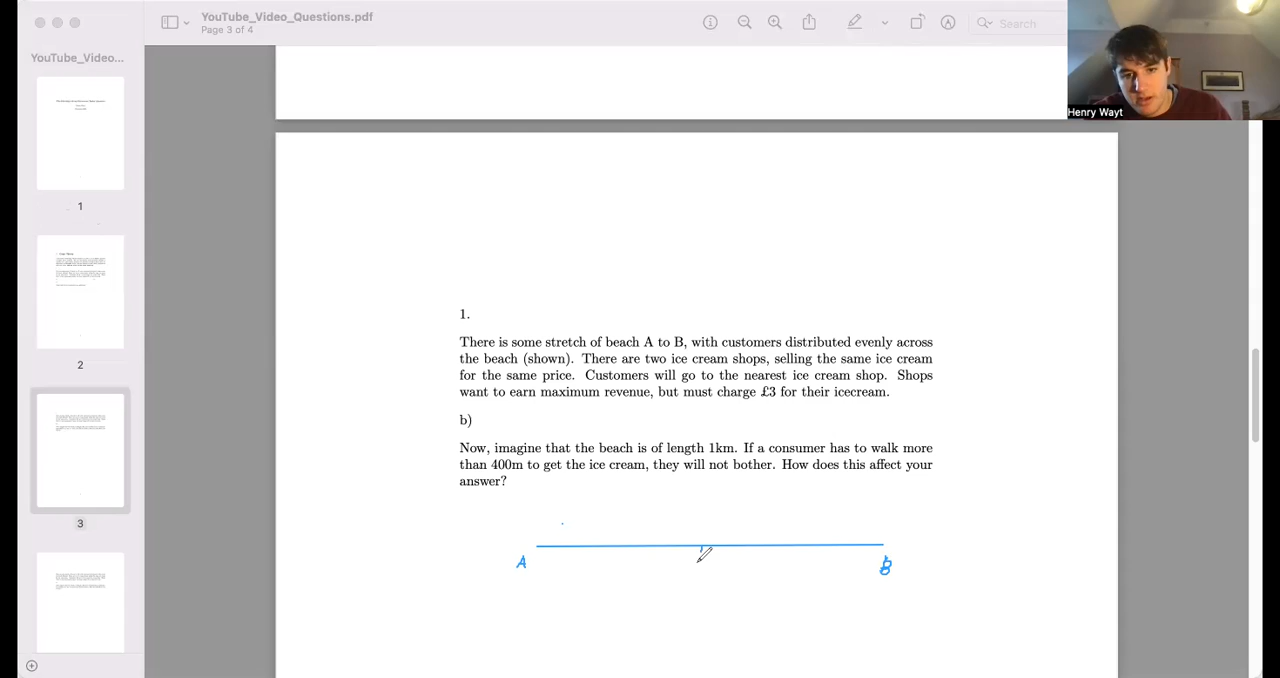 YouTube_Video_Questions.pdf
Page 3 of 4
Search
YouTube_Video...
Henry Wayt
1
2
3
1.
There is some stretch of beach A to B, with customers distributed evenly across
the beach (shown). There are two ice cream shops, selling the same ice cream
for the same price. Customers will go to the nearest ice cream shop. Shops
want to earn maximum revenue, but must charge £3 for their icecream.
b)
Now, imagine that the beach is of length 1km. If a consumer has to walk more
than 400m to get the ice cream, they will not bother. How does this affect your
answer?
A
B